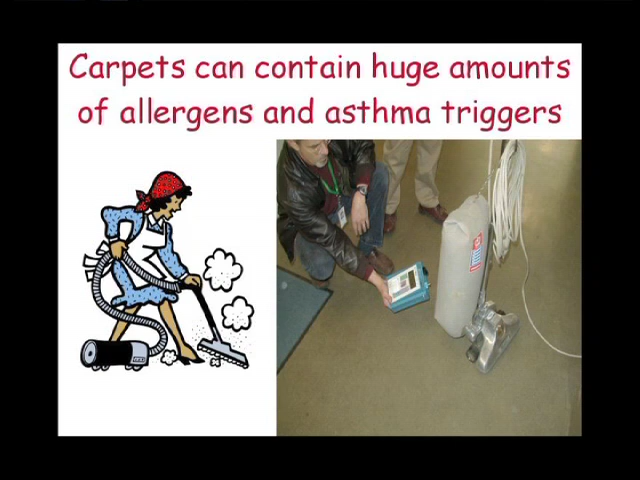 Carpets can contain huge amounts
of allergens and asthma triggers